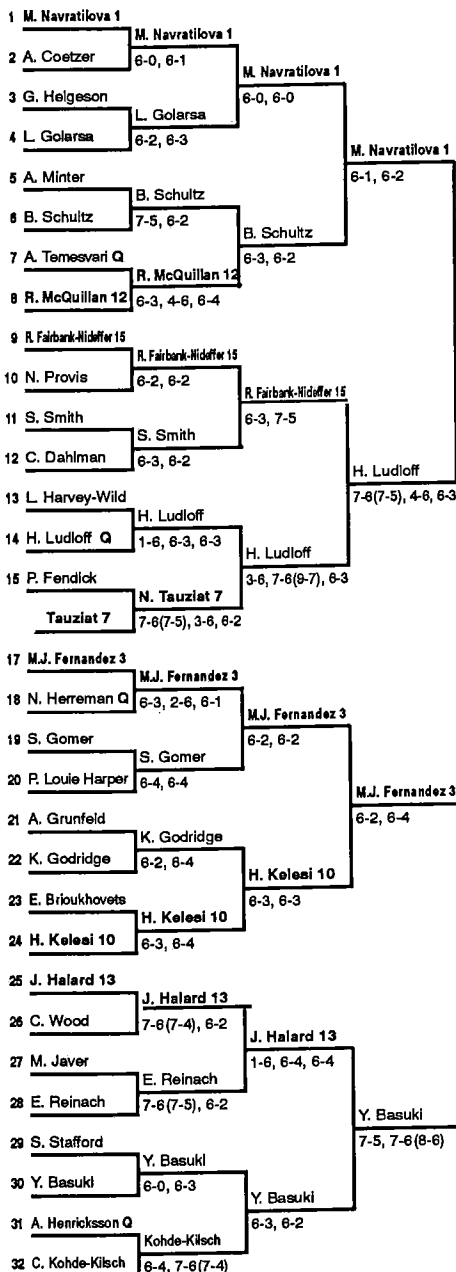 1 M. Navratilova 1
2 A. Coetzer
3 G. Helgeson
4 L. Golarsa
5 A. Minter
6 B. Schultz
7 A. Temesvari Q
8 R. McQuillan 12
9 R. Fairbank-Nideffer 15
10 N. Provis
11 S. Smith
12 C. Dahlman
13 L. Harvey-Wild
14 H. Ludloff Q
15 P. Fendick
Tauziat 7
17 M.J. Fernandez 3
18 N. Herreman Q
19 S. Gomer
20 P. Louie Harper
21 A. Grunfeld
22 K. Godridge
23 E. Brioukhovets
24 H. Kelesi 10
25 J. Halard 13
26 C. Wood
27 M. Javer
28 E. Reinach
29 S. Stafford
30 Y. Basuki
31 A. Henricksson Q
32 C. Kohde-Kilsch
M. Navratilova 1
6-0, 6-1
L. Golarsa
6-2, 6-3
B. Schultz
7-5, 6-2
R. McQuillan 12
6-3, 4-6, 6-4
R. Fairbank-Nideffer 15
6-2, 6-2
S. Smith
6-3, 6-2
H. Ludloff
1-6, 6-3, 6-3
N. Tauziat 7
7-6(7-5), 3-6, 6-2
M.J. Fernandez 3
6-3, 2-6, 6-1
S. Gomer
6-4, 6-4
K. Godridge
6-2, 6-4
H. Kelesi 10
6-3, 6-4
J. Halard 13
7-6(7-4), 6-2
E. Reinach
7-6(7-5), 6-2
Y. Basuki
6-0, 6-3
Kohde-Kilsch
6-4, 7-6(7-4)
M. Navratilova 1
6-0, 6-0
B. Schultz
6-3, 6-2
R. Fairbank-Nideffer 15
6-3, 7-5
H. Ludloff
3-6, 7-6(9-7), 6-3
M.J. Fernandez 3
6-2, 6-2
H. Kelesi 10
6-3, 6-3
J. Halard 13
1-6, 6-4, 6-4
Y. Basuki
6-3, 6-2
M. Navratilova 1
6-1, 6-2
H. Ludloff
7-6(7-5), 4-6, 6-3
M.J. Fernandez 3
6-2, 6-4
Y. Basuki
7-5, 7-6(8-6)